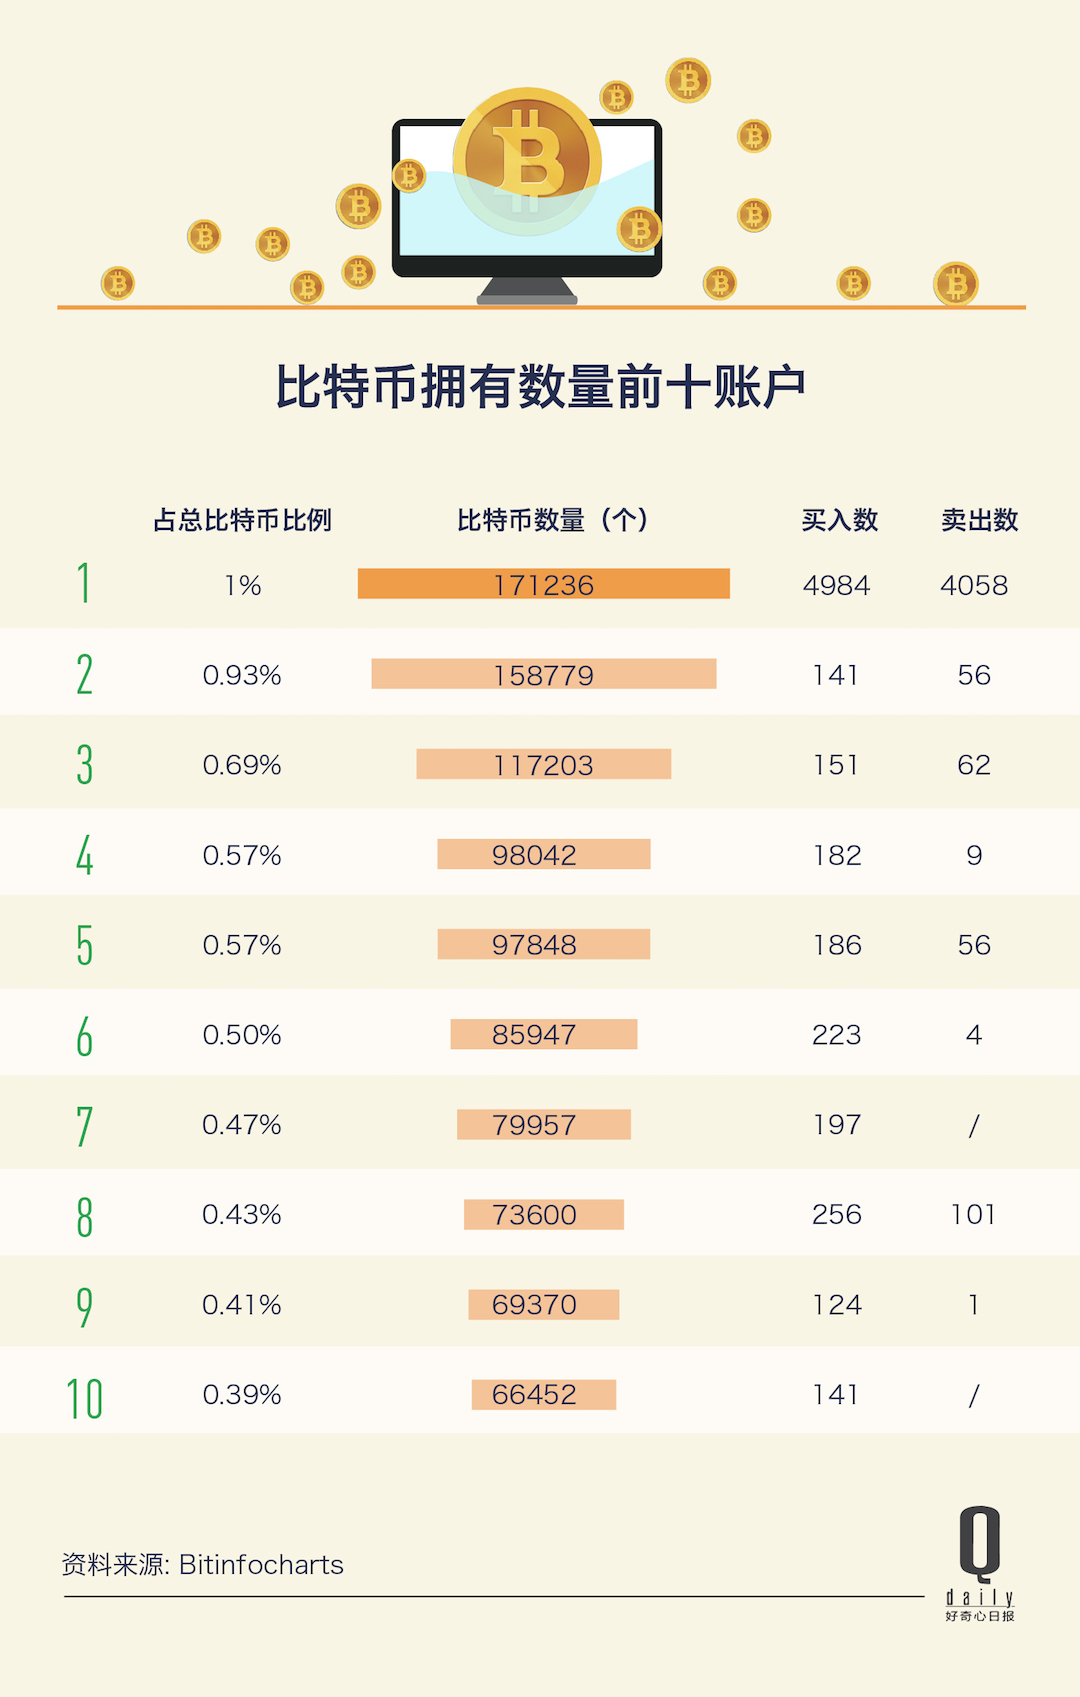 比特币拥有数量前十账户
占总比特币比例 比特币数量（个） 买入数 卖出数
1 1% 171236 4984 4058
2 0.93% 158779 141 56
3 0.69% 117203 151 62
4 0.57% 98042 182 9
5 0.57% 97848 186 56
6 0.50% 85947 223 4
7 0.47% 79957 197 /
8 0.43% 73600 256 101
9 0.41% 69370 124 1
10 0.39% 66452 141 /
资料来源: Bitinfocharts
Q
daily
好奇心日报